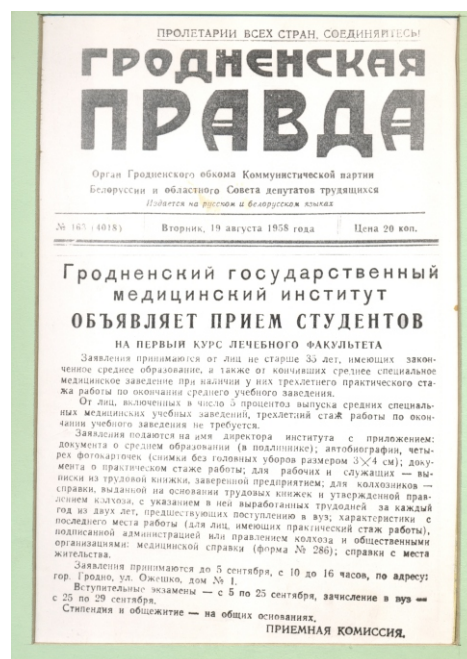 ПРОЛЕТАРИИ ВСЕХ СТРАН, СОЕДИНЯЙТЕСЬ!
ГРОДНЕНСКАЯ
ПРАВДА
Орган Гродненского обкома Коммунистической партии
Белоруссии и областного Совета депутатов трудящихся
Издается на русском и белорусском языках
№ 163 (4018) Вторник, 19 августа 1958 года Цена 20 коп.
Гродненский государственный
медицинский институт
ОБЪЯВЛЯЕТ ПРИЕМ СТУДЕНТОВ
НА ПЕРВЫЙ КУРС ЛЕЧЕБНОГО ФАКУЛЬТЕТА
Заявления принимаются от лиц не старше 35 лет, имеющих закон-
ченное среднее образование, а также от кончивших среднее специальное
медицинское заведение при наличии у них трехлетнего практического ста-
жа работы по окончании среднего учебного заведения.
От лиц, включенных в число 5 процентов выпуска средних специаль-
ных медицинских учебных заведений, трехлетний стаж работы по окон-
чании учебного заведения не требуется.
Заявления подаются на имя директора института с приложением:
документа о среднем образовании (в подлиннике); автобиографии, четы-
рех фотокарточек (снимки без головных уборов размером 3×4 см); доку-
мента о практическом стаже работы; для рабочих и служащих — вы-
писки из трудовой книжки, заверенной предприятием; для колхозников —
справки, выданной на основании трудовых книжек и утвержденной прав-
лением колхоза, с указанием в ней выработанных трудодней за каждый
год из двух лет, предшествующих поступлению в вуз; характеристики с
последнего места работы (для лиц, имеющих практический стаж работы),
подписанной администрацией или правлением колхоза и общественными
организациями: медицинской справки (форма № 286); справки с места
жительства.
Заявления принимаются до 5 сентября, с 10 до 16 часов, по адресу:
гор. Гродно, ул. Ожешко, дом № 1.
Вступительные экзамены — с 5 по 25 сентября, зачисление в вуз —
с 25 по 29 сентября.
Стипендия и общежитие — на общих основаниях.
ПРИЕМНАЯ КОМИССИЯ.